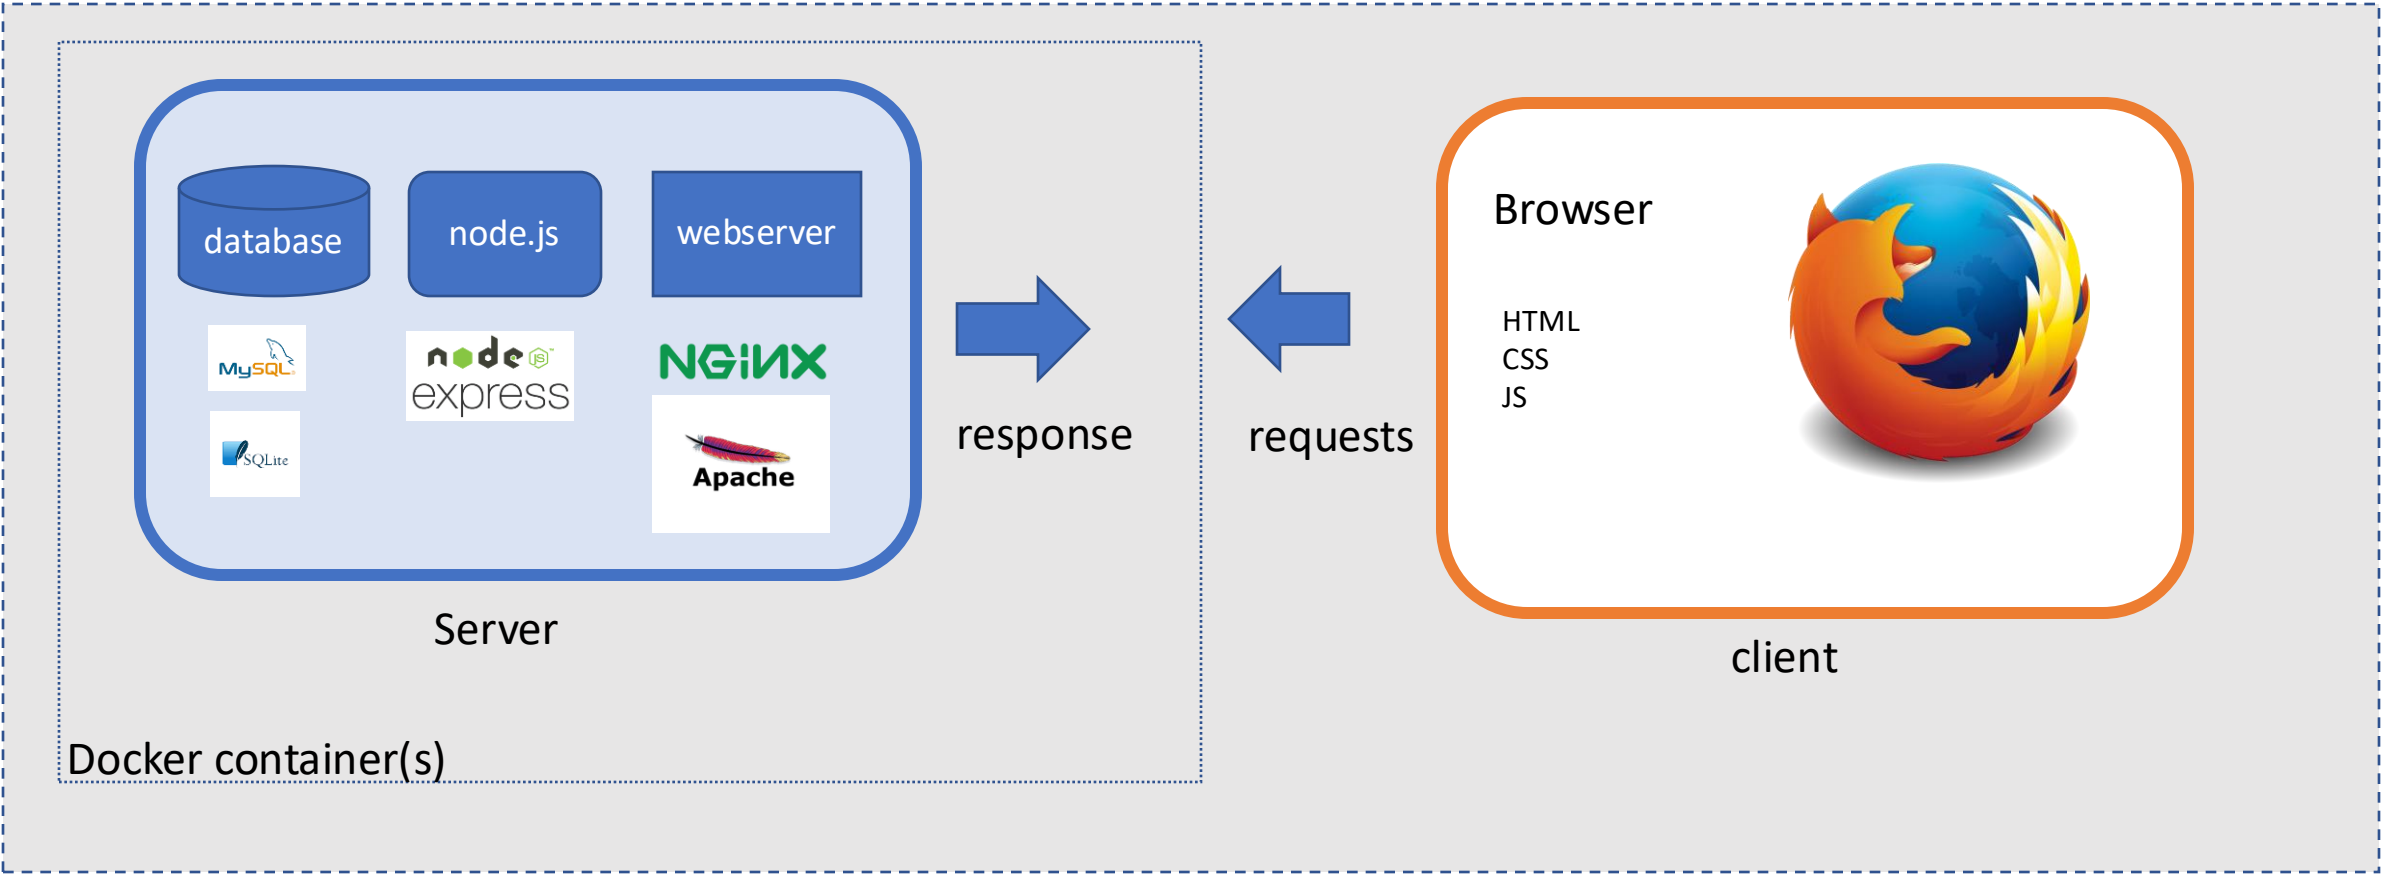 database
node.js
webserver
MySQL
SQLite
node JS
express
NGINX
Apache
response
requests
Browser
HTML
CSS
JS
Server
client
Docker container(s)